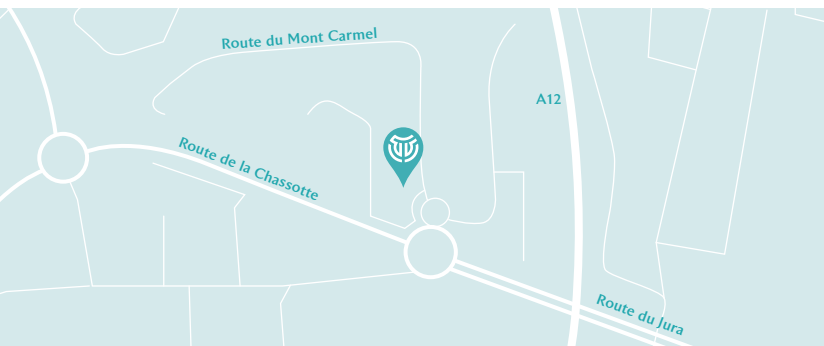 Route du Mont Carmel
A12
Route de la Chassotte
Route du Jura